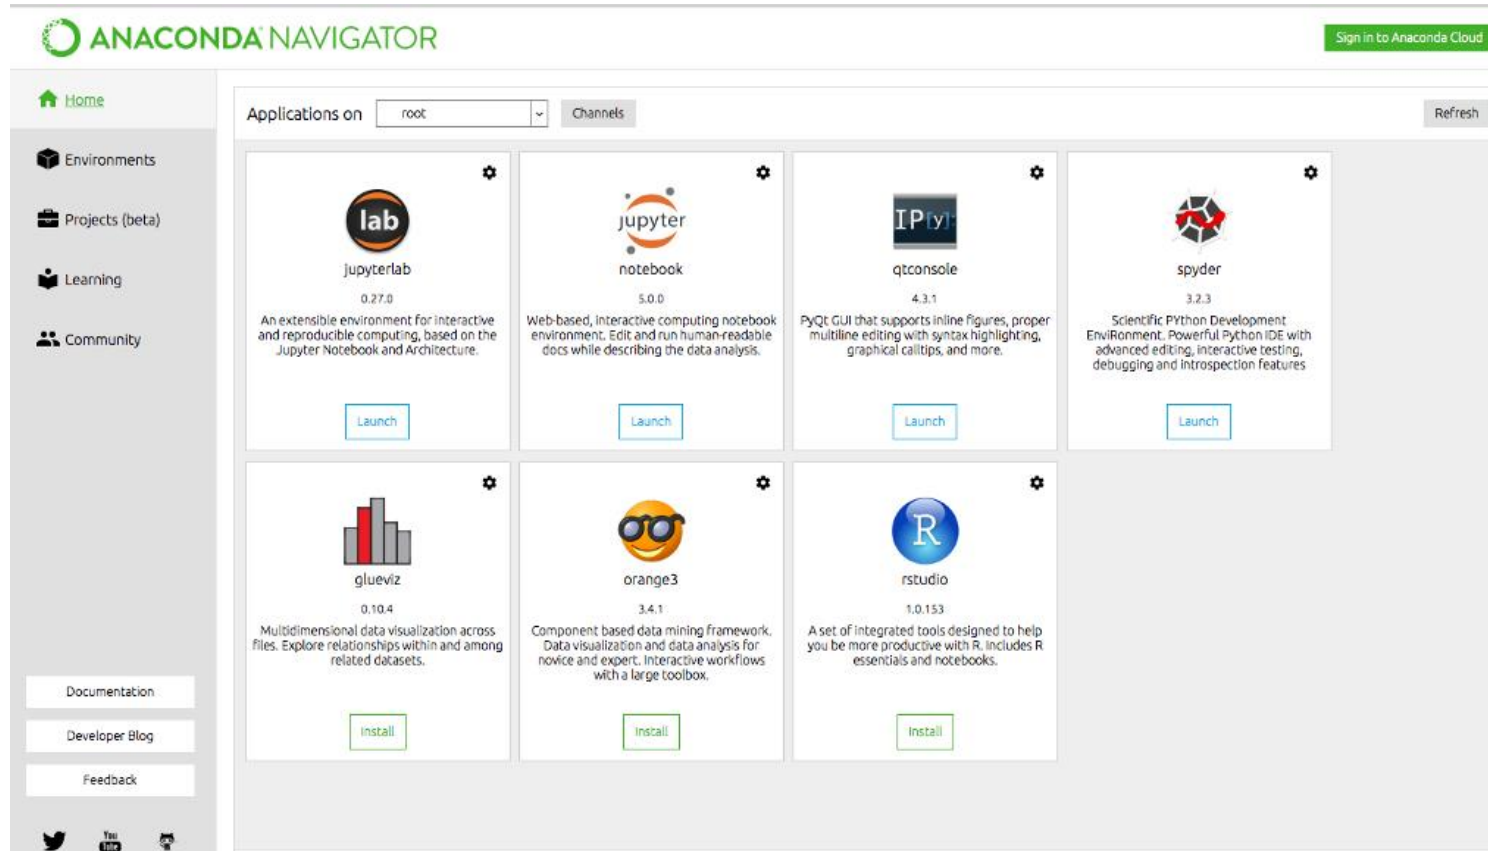 ANACONDA NAVIGATOR
Sign in to Anaconda Cloud
Home
Environments
Projects (beta)
Learning
Community
Documentation
Developer Blog
Feedback
You
Tube
Applications on
root
Channels
Refresh
lab
jupyterlab
0.27.0
An extensible environment for interactive
and reproducible computing, based on the
Jupyter Notebook and Architecture.
Launch
jupyter
notebook
5.0.0
Web-based, interactive computing notebook
environment. Edit and run human-readable
docs while describing the data analysis.
Launch
IP[y]:
qtconsole
4.3.1
PyQt GUI that supports inline figures, proper
multiline editing with syntax highlighting,
graphical calltips, and more.
Launch
spyder
3.2.3
Scientific PYthon Development
EnviRonment. Powerful Python IDE with
advanced editing, interactive testing,
debugging and introspection features
Launch
glueviz
0.10.4
Multidimensional data visualization across
files. Explore relationships within and among
related datasets.
Install
orange3
3.4.1
Component based data mining framework.
Data visualization and data analysis for
novice and expert. Interactive workflows
with a large toolbox.
Install
R
rstudio
1.0.153
A set of integrated tools designed to help
you be more productive with R. Includes R
essentials and notebooks.
Install